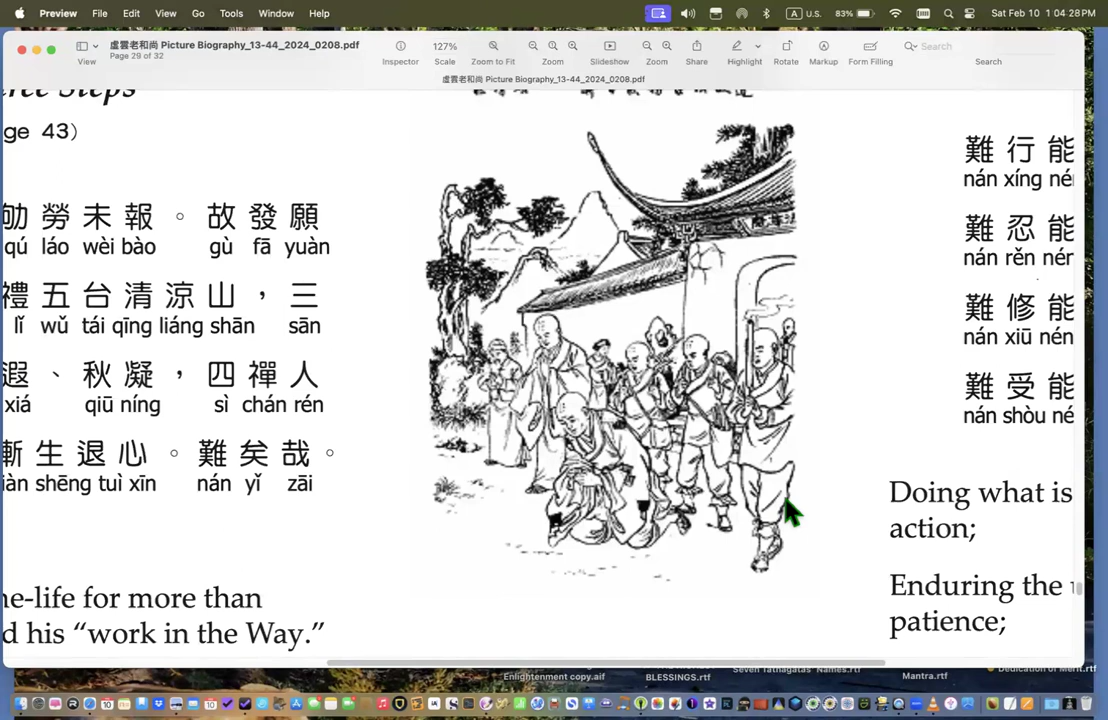 Preview File Edit View Go Tools Window Help
A U.S. 83% Sat Feb 10 1:04:28 PM
虛雲老和尚 Picture Biography_13-44_2024_0208.pdf
Page 29 of 32
127%
Search
View Inspector Scale Zoom to Fit Zoom Slideshow Zoom Share Highlight Rotate Markup Form Filling Search
虛雲老和尚 Picture Biography_13-44_2024_0208.pdf
Steps
ge 43)
劬勞未報。故發願
qú láo wèi bào gù fā yuàn
禮五台清涼山，三
lǐ wǔ tái qīng liáng shān sān
遐、秋凝，四禪人
xiá qiū níng sì chán rén
漸生退心。難矣哉。
iàn shēng tuì xīn nán yǐ zāi
ne-life for more than
d his “work in the Way.”
難行能
nán xíng né
難忍能
nán rěn né
難修能
nán xiū nén
難受能
nán shòu né
Doing what is
action;
Enduring the
patience;
Enlightenment copy.aif
BLESSINGS.rtf
Seven Tathagatas' Names.rtf
Dedication of Merit.rtf
Mantra.rtf